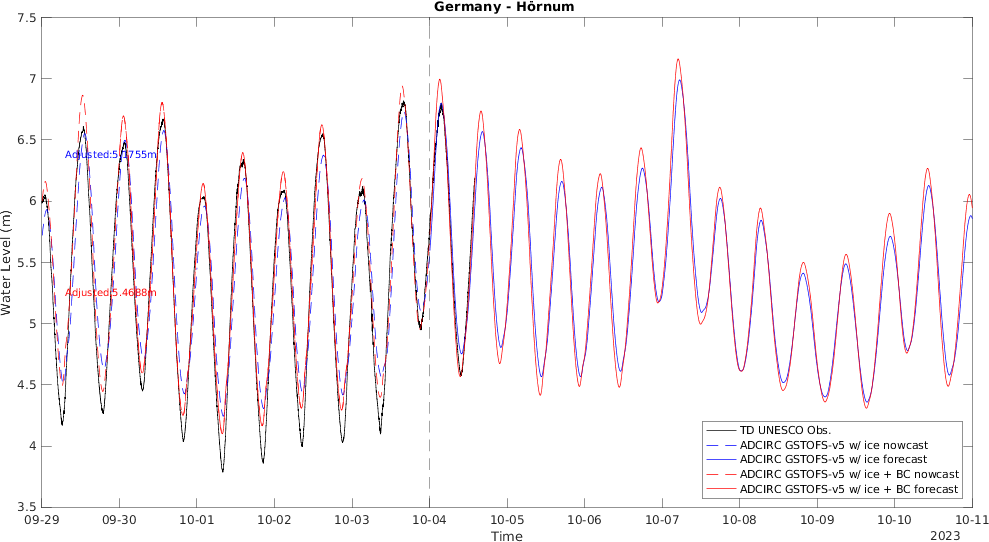 Germany - Hörnum
7.5
7
6.5
6
5.5
5
4.5
4
3.5
Water Level (m)
Adjusted:5.4688m
TD UNESCO Obs.
ADCIRC GSTOFS-v5 w/ ice nowcast
ADCIRC GSTOFS-v5 w/ ice forecast
ADCIRC GSTOFS-v5 w/ ice + BC nowcast
ADCIRC GSTOFS-v5 w/ ice + BC forecast
09-29 09-30 10-01 10-02 10-03 10-04 10-05 10-06 10-07 10-08 10-09 10-10 10-11
Time
2023